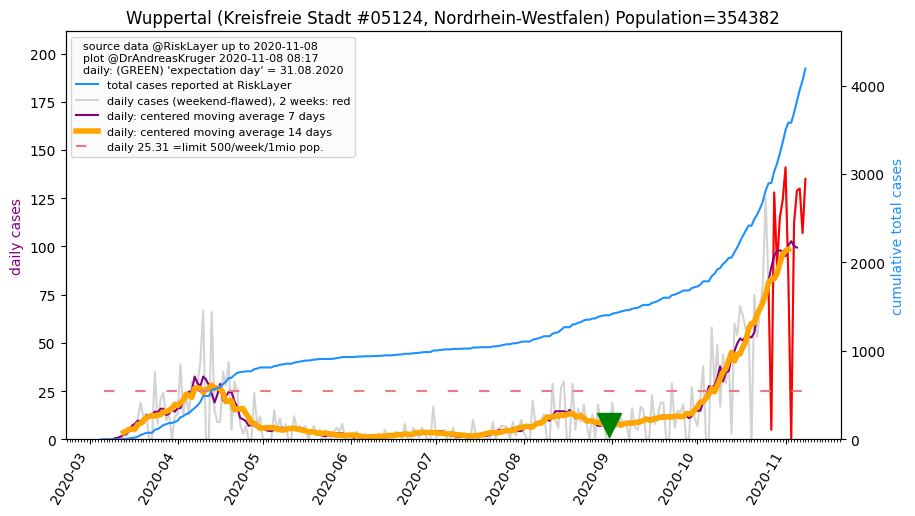 Wuppertal (Kreisfreie Stadt #05124, Nordrhein-Westfalen) Population=354382
source data @RiskLayer up to 2020-11-08
plot @DrAndreasKruger 2020-11-08 08:17
daily: (GREEN) 'expectation day' = 31.08.2020
total cases reported at RiskLayer
daily cases (weekend-flawed), 2 weeks: red
daily: centered moving average 7 days
daily: centered moving average 14 days
daily 25.31 =limit 500/week/1mio pop.
daily cases
200
175
150
125
100
75
50
25
0
cumulative total cases
4000
3000
2000
1000
0
2020-03
2020-04
2020-05
2020-06
2020-07
2020-08
2020-09
2020-10
2020-11